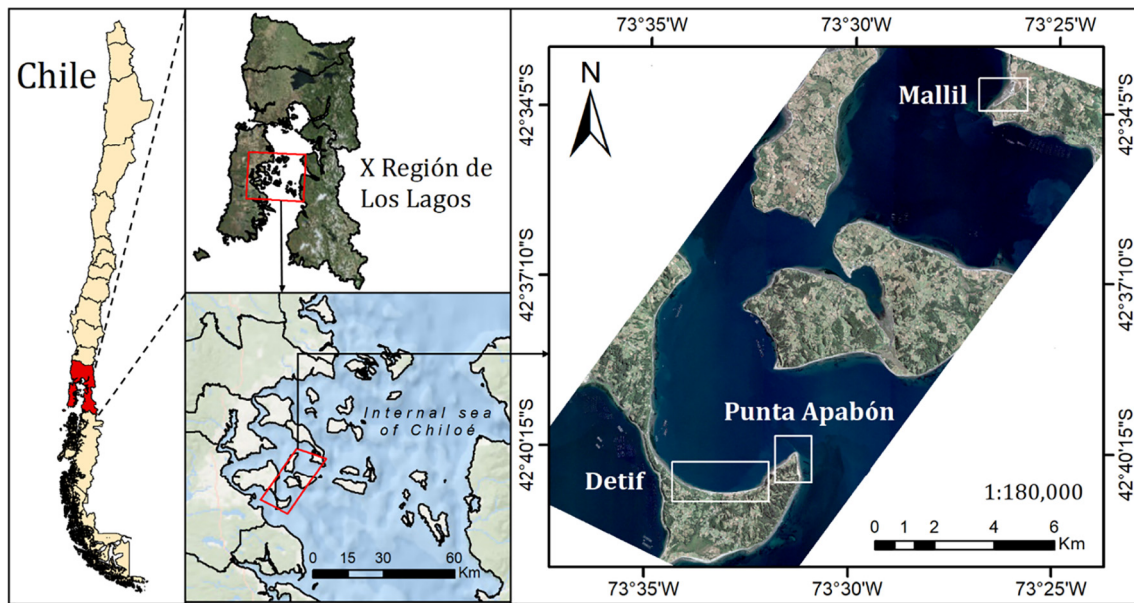 Chile
X Región de
Los Lagos
Internal sea
of Chiloé
0 15 30 60
Km
73°35'W 73°30'W 73°25'W
N
Mallil
42°34'5"S 42°34'5"S
42°37'10"S 42°37'10"S
Punta Apabón
42°40'15"S 42°40'15"S
Detif
1:180,000
0 1 2 4 6
Km
73°35'W 73°30'W 73°25'W